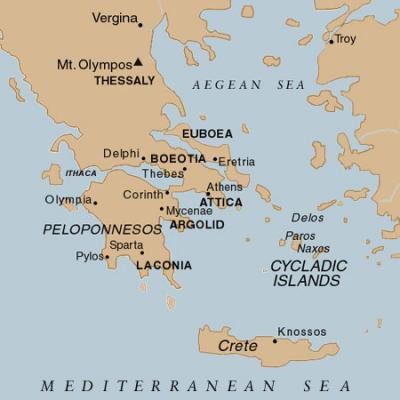 Vergina
Troy
Mt. Olympos
THESSALY
AEGEAN SEA
EUBOEA
Delphi
BOEOTIA
Eretria
Thebes
ITHACA
Athens
Corinth
Olympia
ATTICA
Mycenae
Delos
ARGOLID
PELOPONNESOS
Paros
Sparta
Naxos
Pylos
LACONIA
CYCLADIC
ISLANDS
Knossos
Crete
MEDITERRANEAN SEA